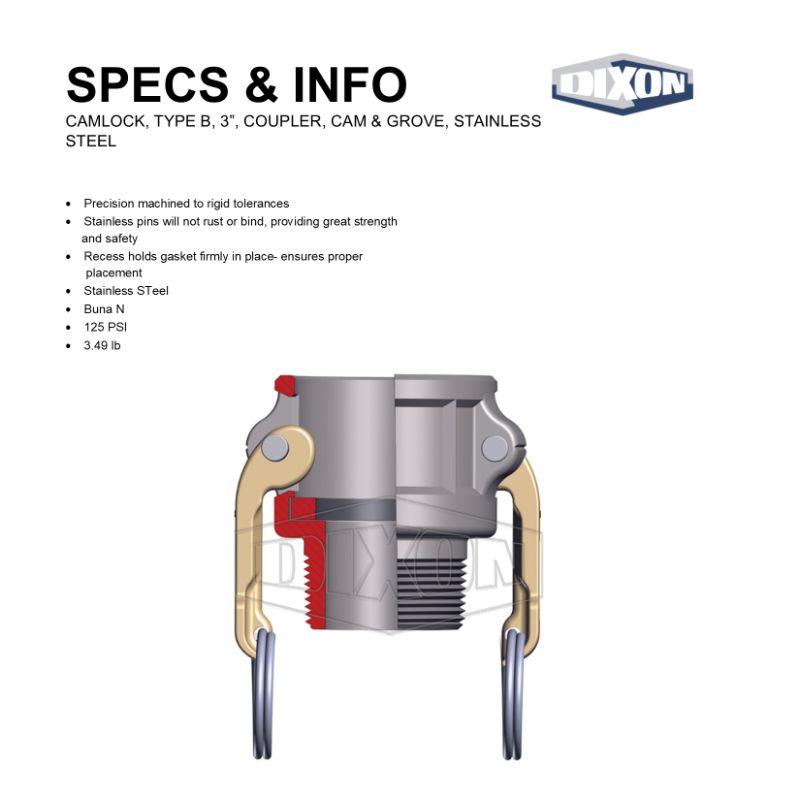 SPECS & INFO
DIXON
CAMLOCK, TYPE B, 3", COUPLER, CAM & GROVE, STAINLESS
STEEL
• Precision machined to rigid tolerances
• Stainless pins will not rust or bind, providing great strength
and safety
• Recess holds gasket firmly in place- ensures proper
placement
• Stainless STeel
• Buna N
• 125 PSI
• 3.49 lb
DIXON